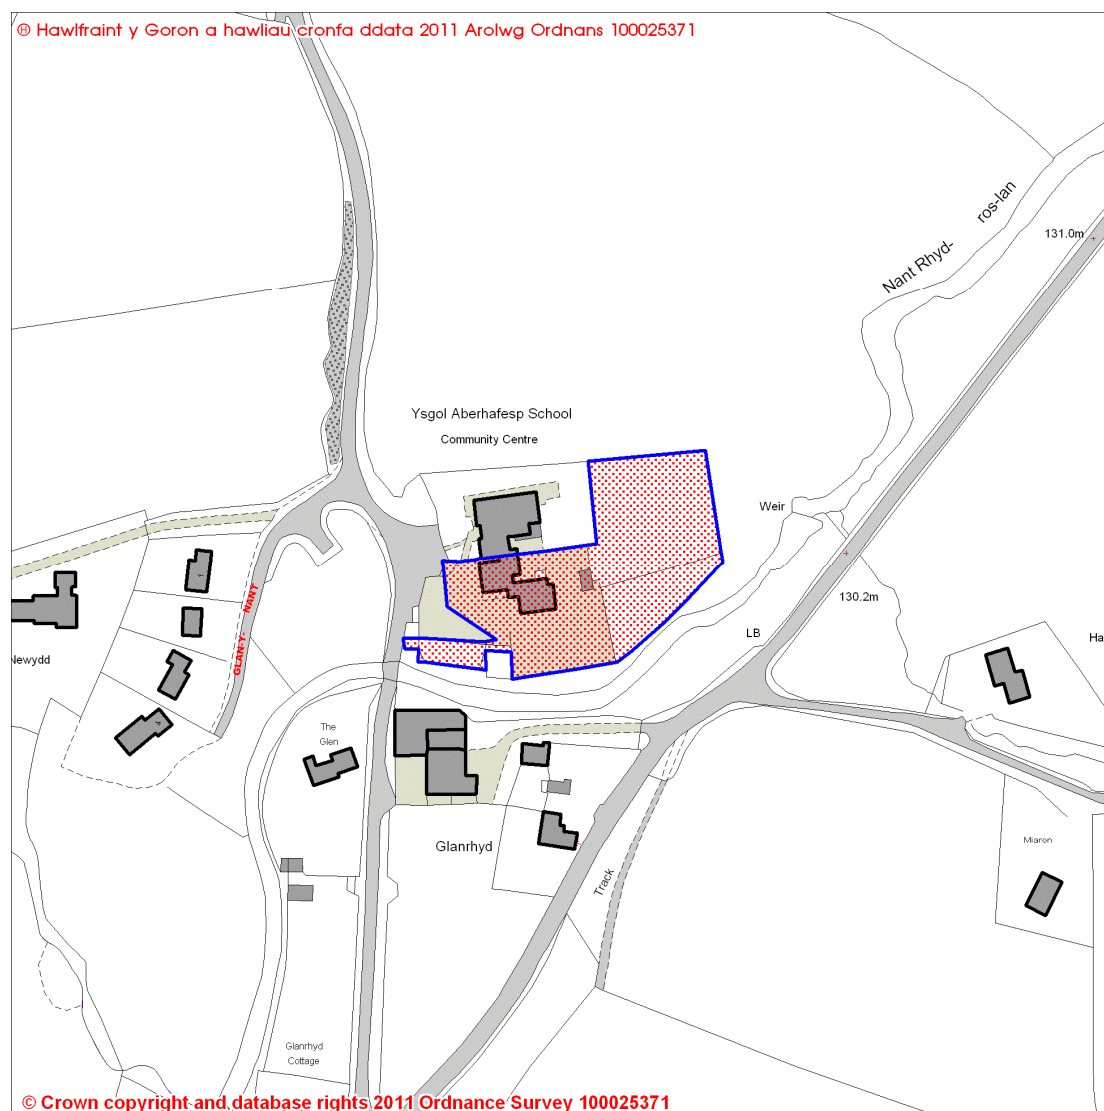 Ⓗ Hawlfraint y Goron a hawliau cronfa ddata 2011 Arolwg Ordnans 100025371
ros-lan
Nant Rhyd-
131.0m
Ysgol Aberhafesp School
Community Centre
Weir
130.2m
GLAN-Y-NANT
LB
Ha
Newydd
The
Glen
Glanrhyd
Miaron
Track
Glanrhyd
Cottage
© Crown copyright and database rights 2011 Ordnance Survey 100025371